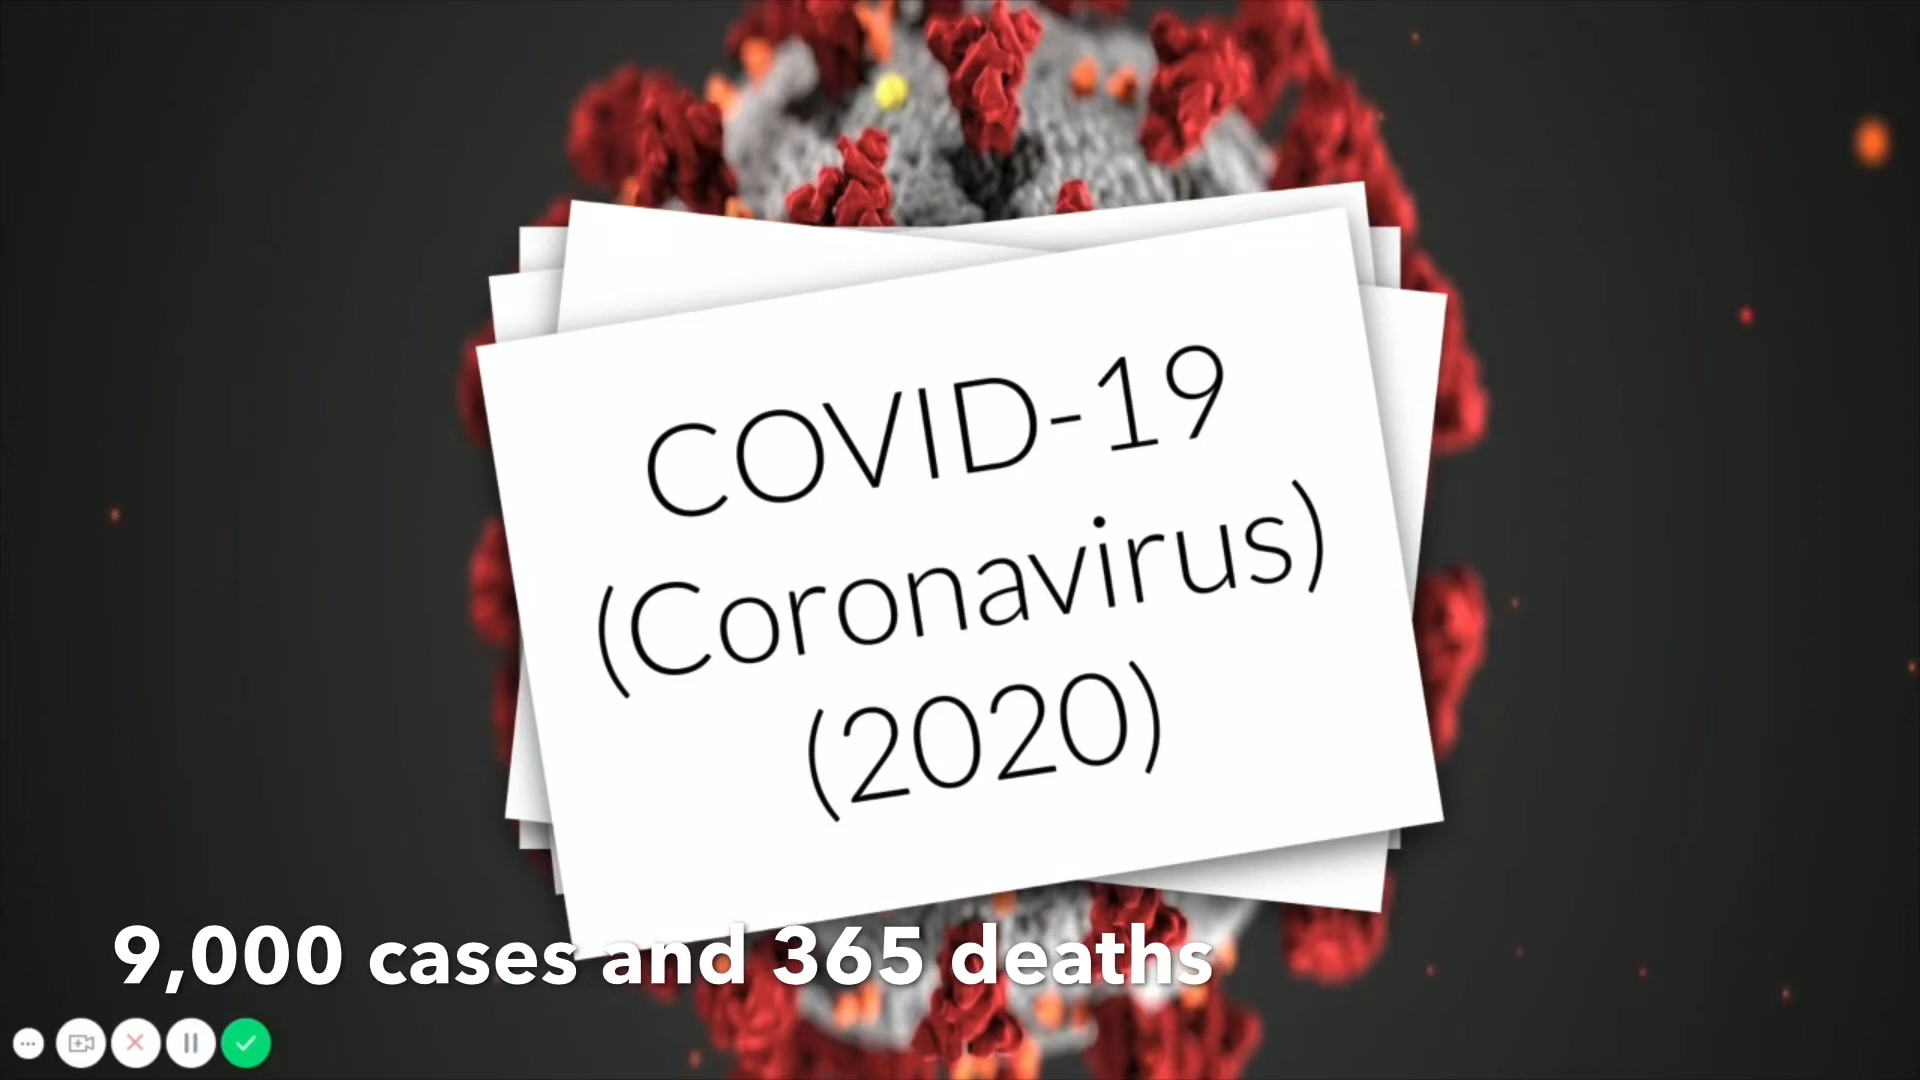 COVID-19
(Coronavirus)
(2020)
9,000 cases and 365 deaths